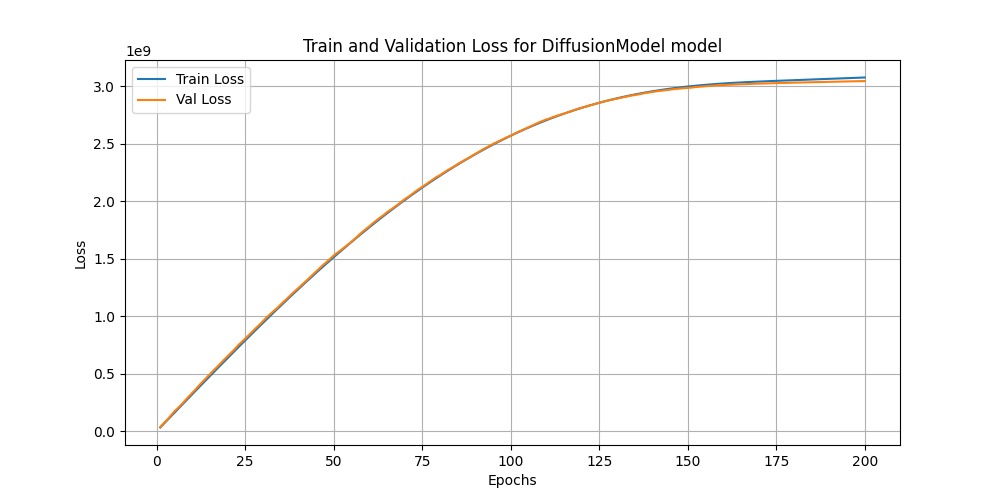 Train and Validation Loss for DiffusionModel model
1e9
Train Loss
Val Loss
3.0
2.5
2.0
1.5
1.0
0.5
0.0
Loss
0 25 50 75 100 125 150 175 200
Epochs